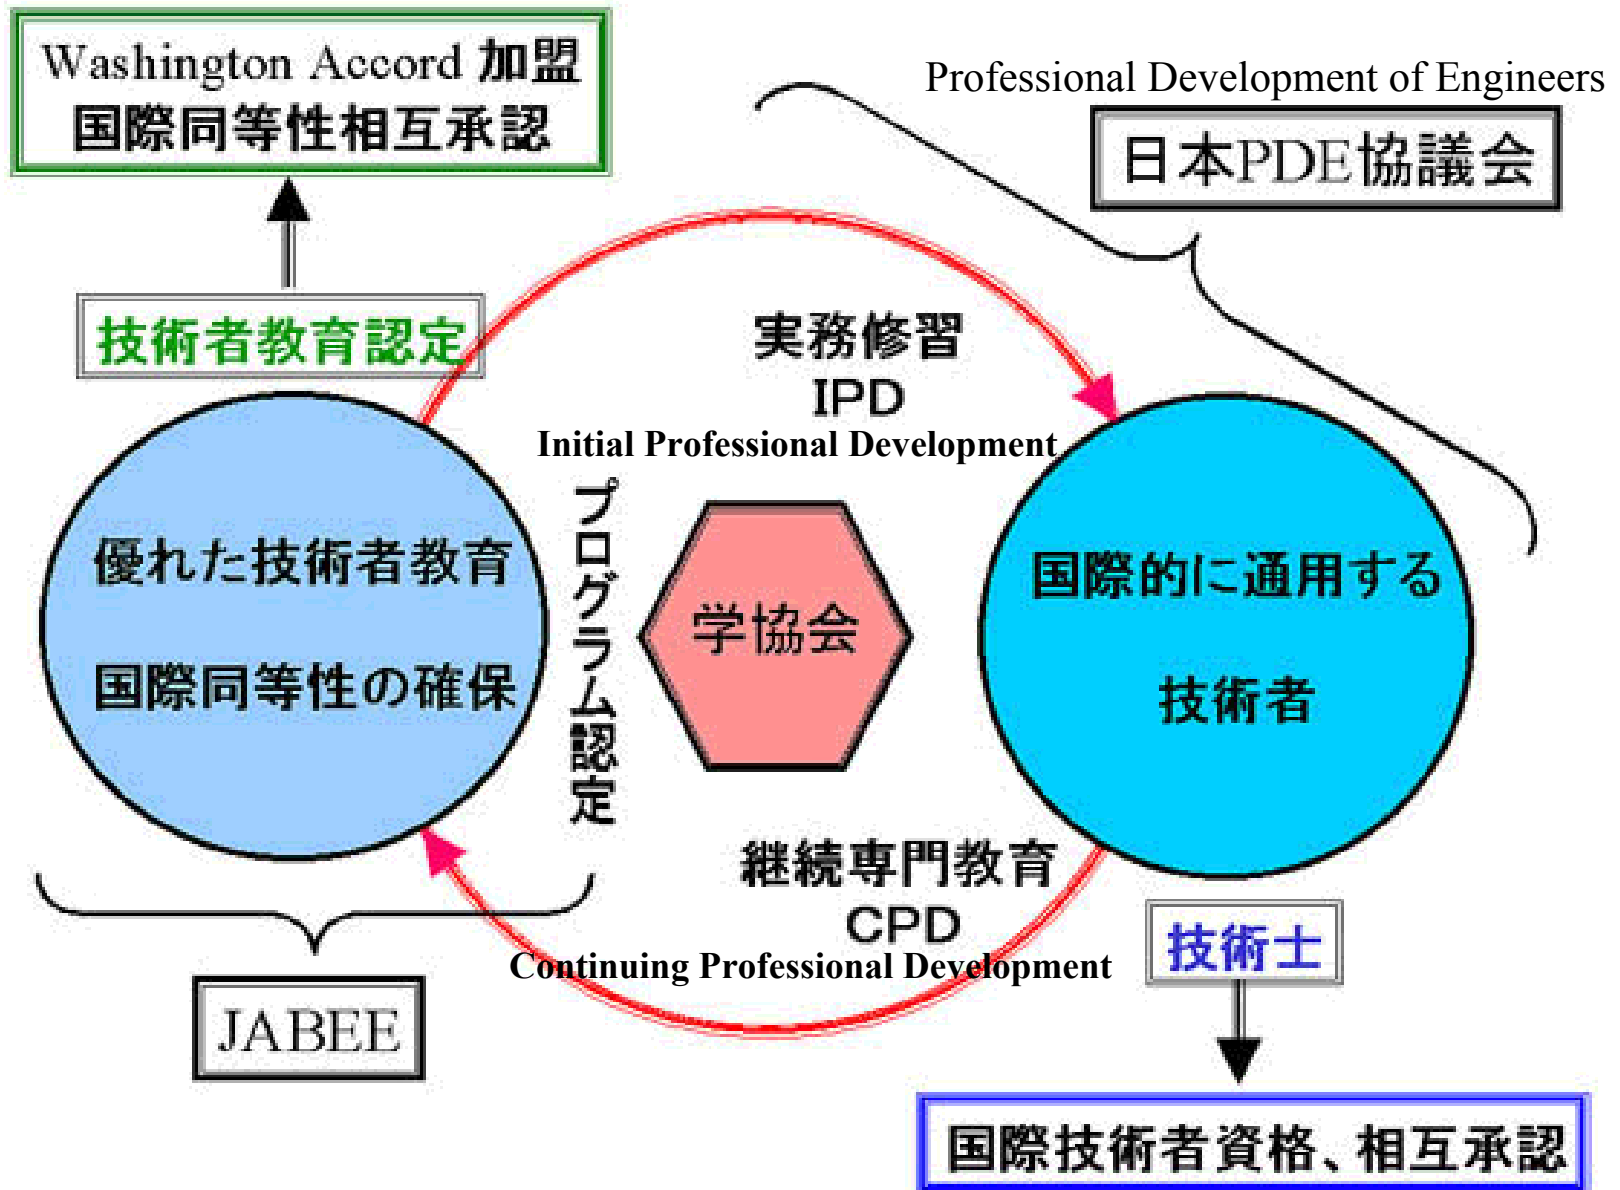 Washington Accord 加盟
国際同等性相互承認
Professional Development of Engineers
日本PDE協議会
技術者教育認定
実務修習
IPD
Initial Professional Development
優れた技術者教育
国際同等性の確保
プログラム認定
学協会
国際的に通用する
技術者
継続専門教育
CPD
Continuing Professional Development
技術士
JABEE
国際技術者資格、相互承認